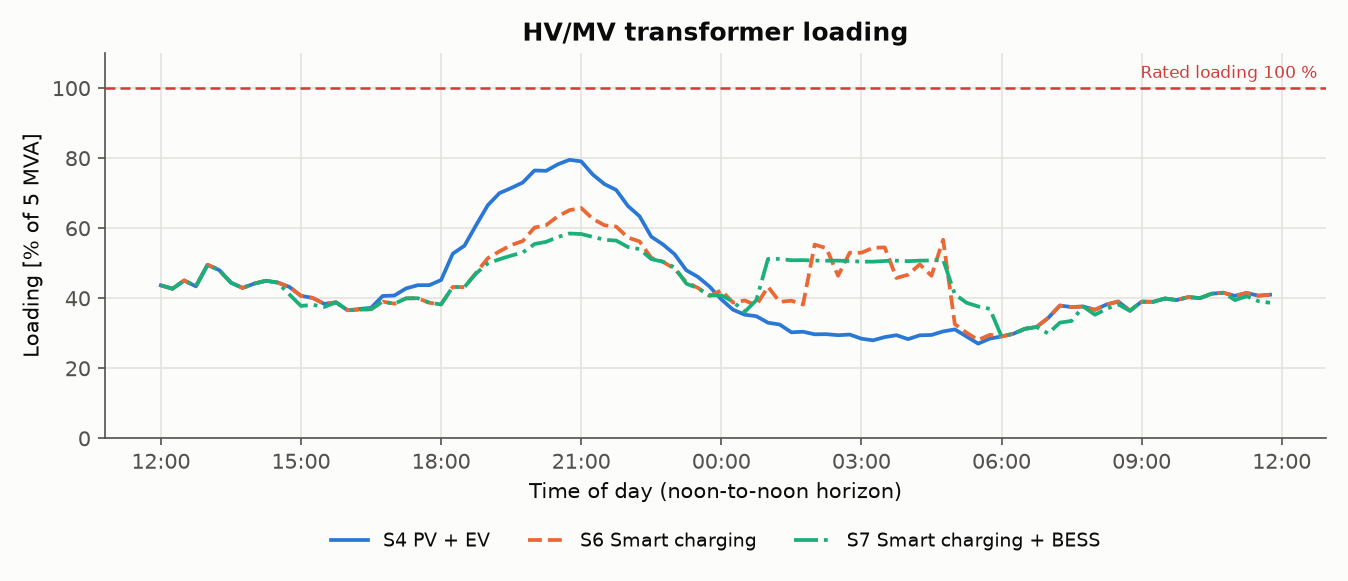 HV/MV transformer loading
Rated loading 100 %
Loading [% of 5 MVA]
100
80
60
40
20
0
12:00 15:00 18:00 21:00 00:00 03:00 06:00 09:00 12:00
Time of day (noon-to-noon horizon)
S4 PV + EV S6 Smart charging S7 Smart charging + BESS